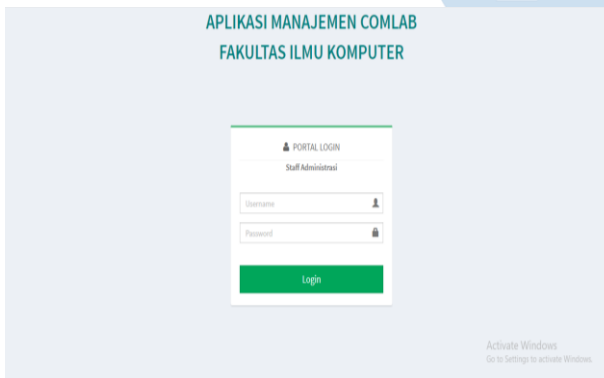 APLIKASI MANAJEMEN COMLAB
FAKULTAS ILMU KOMPUTER
PORTAL LOGIN
Staff Administrasi
Username
Password
Login
Activate Windows
Go to Settings to activate Windows.